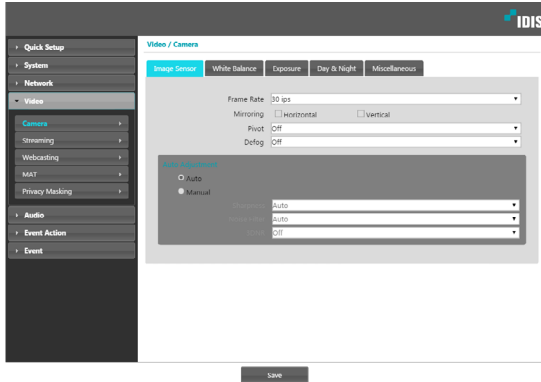 IDIS
Quick Setup
System
Network
Video
Camera
Streaming
Webcasting
MAT
Privacy Masking
Audio
Event Action
Event
Video / Camera
Image Sensor White Balance Exposure Day & Night Miscellaneous
Frame Rate 30 ips
Mirroring Horizontal Vertical
Pivot Off
Defog Off
Auto
Manual
Sharpness Auto
Auto
Off
Save